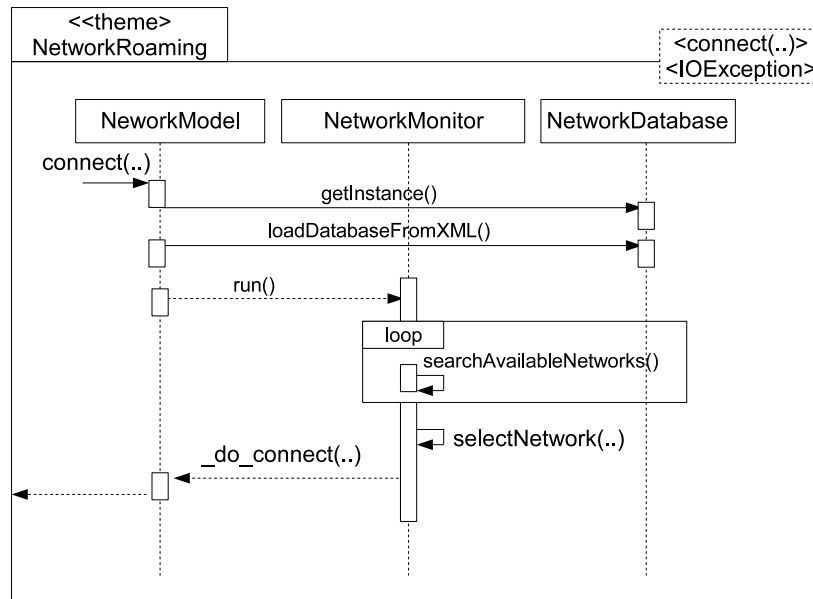 <<theme>
NetworkRoaming
<connect(..)>
<IOException>
NeworkModel
NetworkMonitor
NetworkDatabase
connect(..)
getInstance()
loadDatabaseFromXML()
run()
loop
searchAvailableNetworks()
selectNetwork(..)
_do_connect(..)